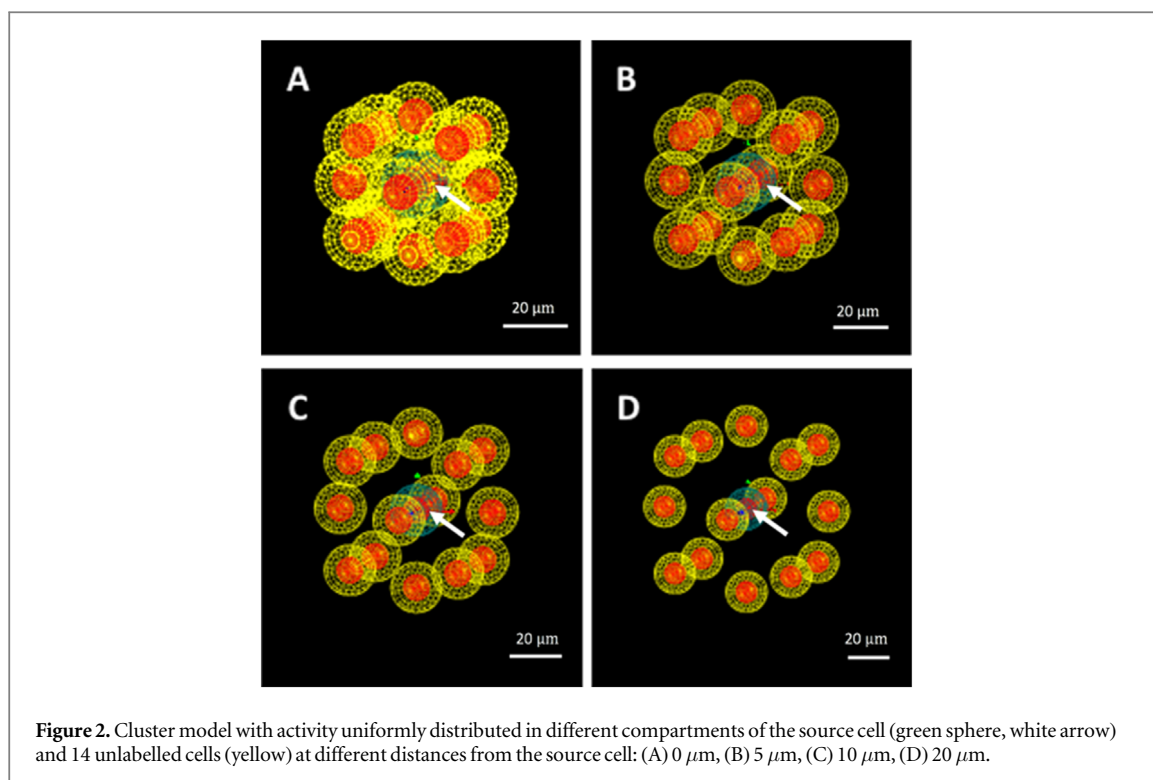 A
B
20 μm
20 μm
C
D
20 μm
20 μm
Figure 2. Cluster model with activity uniformly distributed in different compartments of the source cell (green sphere, white arrow)
and 14 unlabelled cells (yellow) at different distances from the source cell: (A) 0 μm, (B) 5 μm, (C) 10 μm, (D) 20 μm.